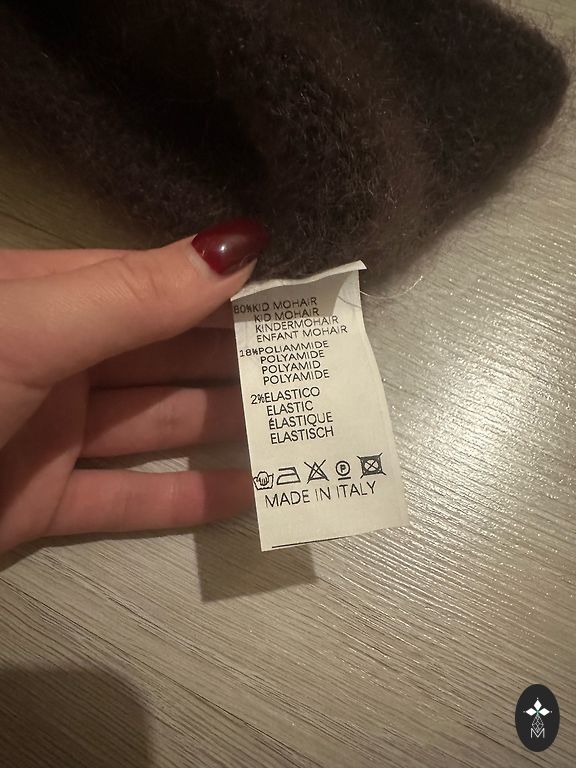 80%KID MOHAIR
KID MOHAIR
KINDERMOHAIR
ENFANT MOHAIR
18%POLIAMMIDE
POLYAMIDE
POLYAMID
POLYAMIDE
2%ELASTICO
ELASTIC
ÉLASTIQUE
ELASTISCH
P
MADE IN ITALY
M